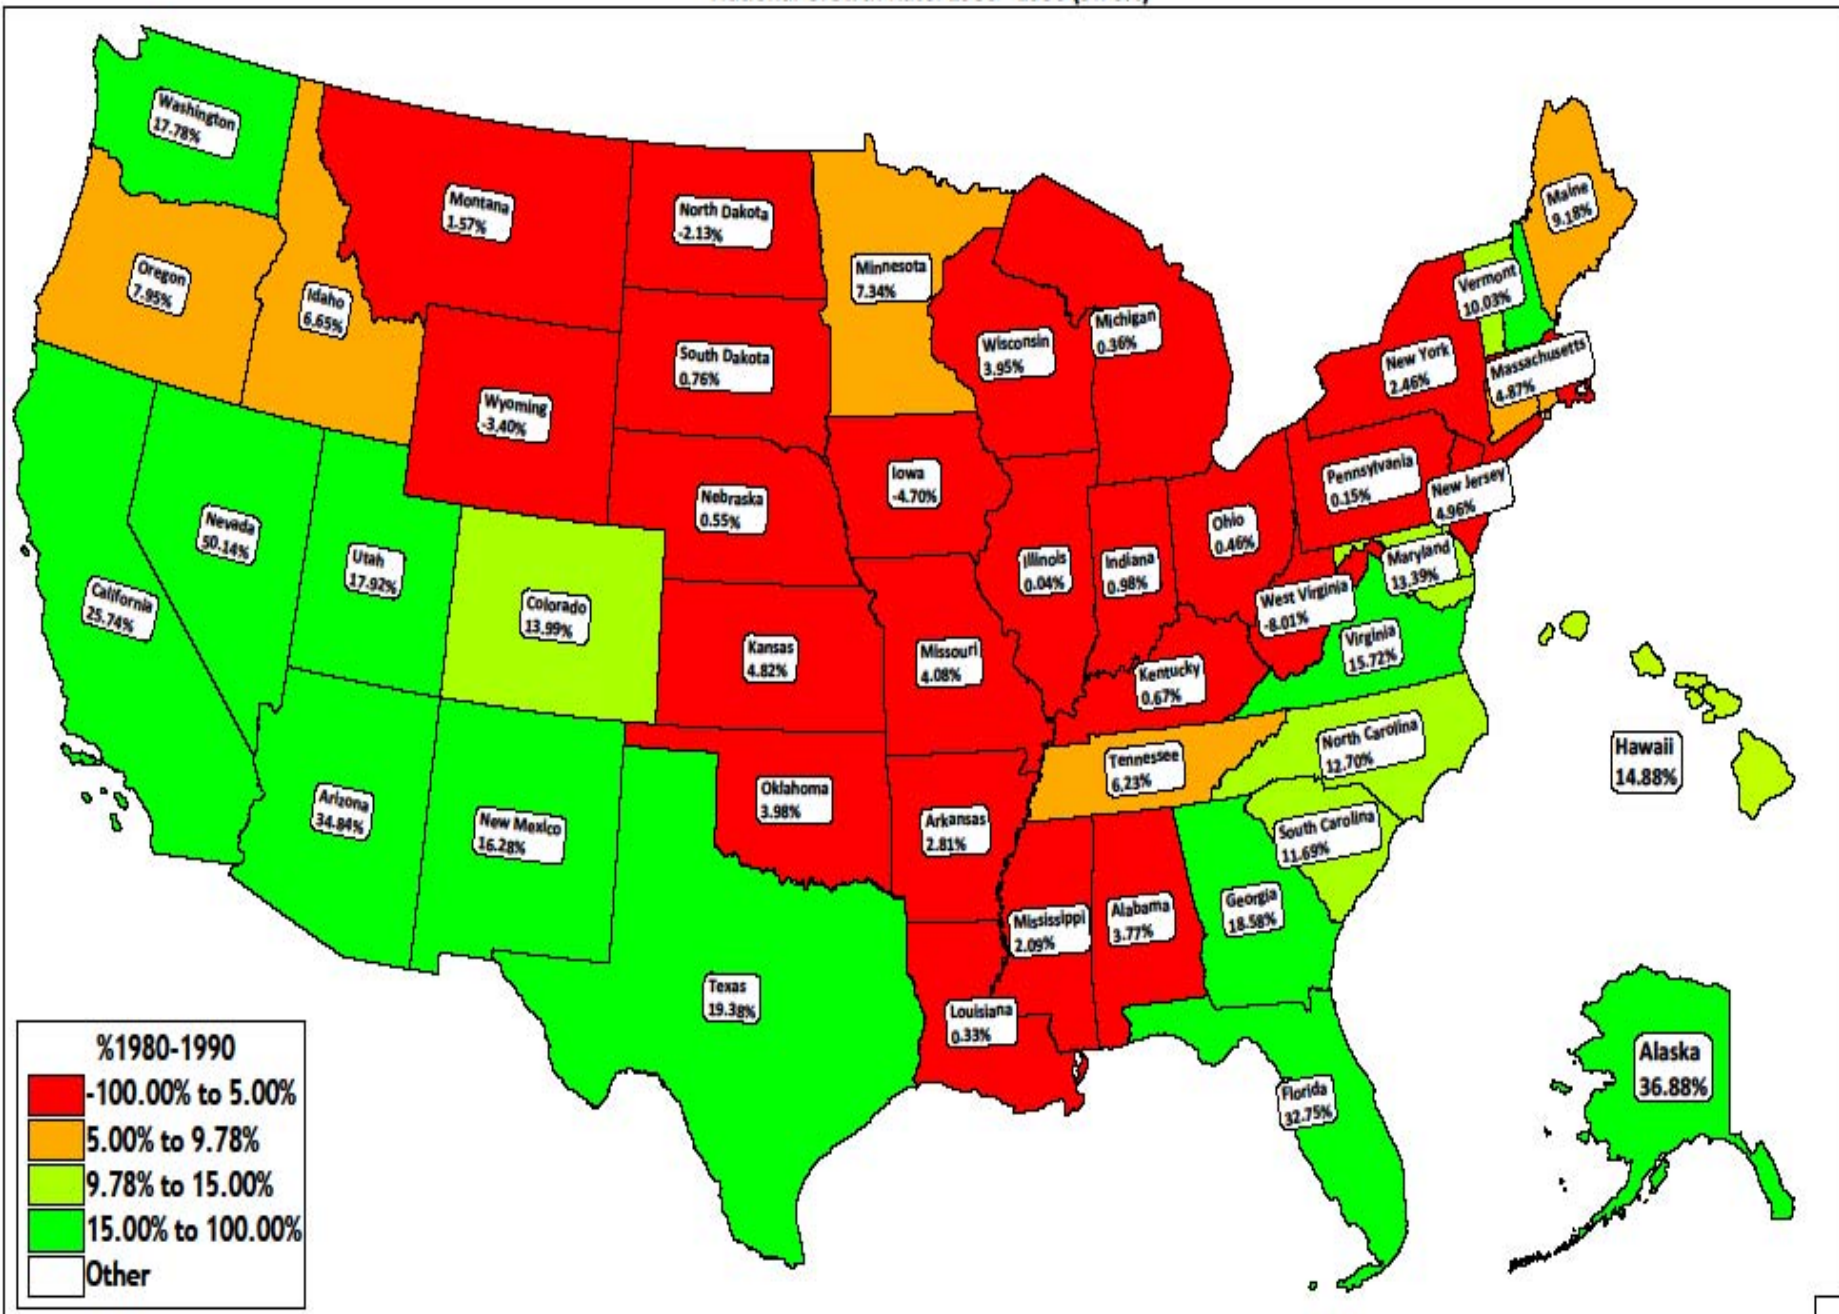 Washington
17.78%
Montana
1.57%
North Dakota
-2.13%
Minnesota
7.34%
Maine
9.18%
Oregon
7.95%
Idaho
6.65%
Vermont
10.03%
Wyoming
-3.40%
South Dakota
0.76%
Wisconsin
3.95%
Michigan
0.36%
New York
2.46%
Massachusetts
4.87%
Nevada
50.14%
Utah
17.92%
Nebraska
0.55%
Iowa
-4.70%
Pennsylvania
0.15%
New Jersey
4.96%
California
25.74%
Colorado
13.99%
Kansas
4.82%
Missouri
4.08%
Illinois
0.04%
Indiana
0.98%
Ohio
0.46%
West Virginia
-8.01%
Maryland
13.39%
Virginia
15.72%
Kentucky
0.67%
Arizona
34.84%
New Mexico
16.28%
Oklahoma
3.98%
Arkansas
2.81%
Tennessee
6.23%
North Carolina
12.70%
South Carolina
11.69%
Hawaii
14.88%
Texas
19.38%
Louisiana
0.33%
Mississippi
2.09%
Alabama
3.77%
Georgia
18.58%
Florida
32.75%
Alaska
36.88%
%1980-1990
-100.00% to 5.00%
5.00% to 9.78%
9.78% to 15.00%
15.00% to 100.00%
Other